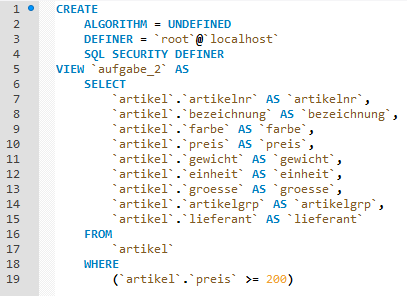 1 CREATE
2 ALGORITHM = UNDEFINED
3 DEFINER = `root`@`localhost`
4 SQL SECURITY DEFINER
5 VIEW `aufgabe_2` AS
6 SELECT
7 `artikel`.`artikelnr` AS `artikelnr`,
8 `artikel`.`bezeichnung` AS `bezeichnung`,
9 `artikel`.`farbe` AS `farbe`,
10 `artikel`.`preis` AS `preis`,
11 `artikel`.`gewicht` AS `gewicht`,
12 `artikel`.`einheit` AS `einheit`,
13 `artikel`.`groesse` AS `groesse`,
14 `artikel`.`artikelgrp` AS `artikelgrp`,
15 `artikel`.`lieferant` AS `lieferant`
16 FROM
17 `artikel`
18 WHERE
19 (`artikel`.`preis` >= 200)